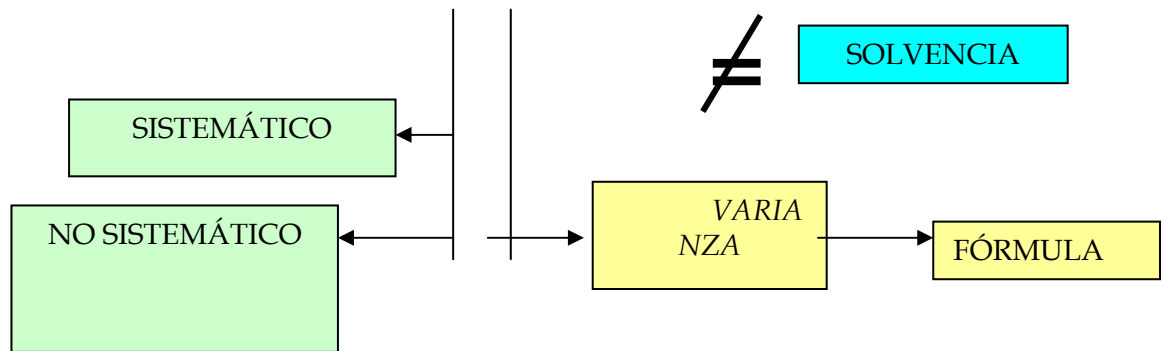 SOLVENCIA
SISTEMÁTICO
NO SISTEMÁTICO
VARIA
NZA
FÓRMULA